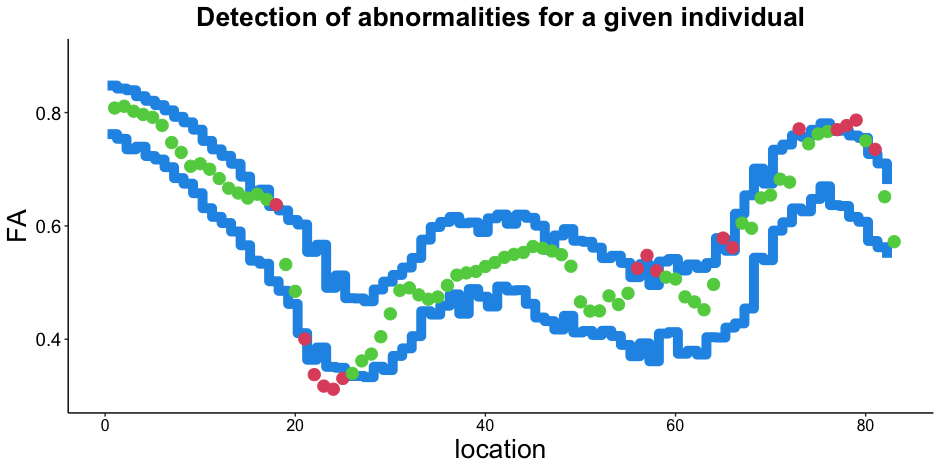 Detection of abnormalities for a given individual
FA
0.8
0.6
0.4
0 20 40 60 80
location